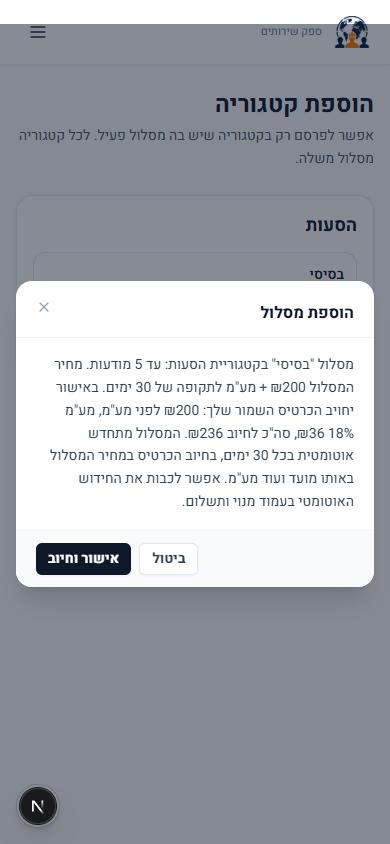 ספק שירותים
הוספת קטגוריה
אפשר לפרסם רק בקטגוריה שיש בה מסלול פעיל. לכל קטגוריה
מסלול משלה.
הסעות
בסיסי
הוספת מסלול
מסלול "בסיסי" בקטגוריית הסעות: עד 5 מודעות. מחיר
המסלול ₪200 + מע"מ לתקופה של 30 ימים. באישור
יחויב הכרטיס השמור שלך: ₪200 לפני מע"מ, מע"מ
18% ₪36, סה"כ לחיוב ₪236. המסלול מתחדש
אוטומטית בכל 30 ימים, בחיוב הכרטיס במחיר המסלול
באותו מועד ועוד מע"מ. אפשר לכבות את החידוש
האוטומטי בעמוד מנוי ותשלום.
ביטול
אישור וחיוב
N